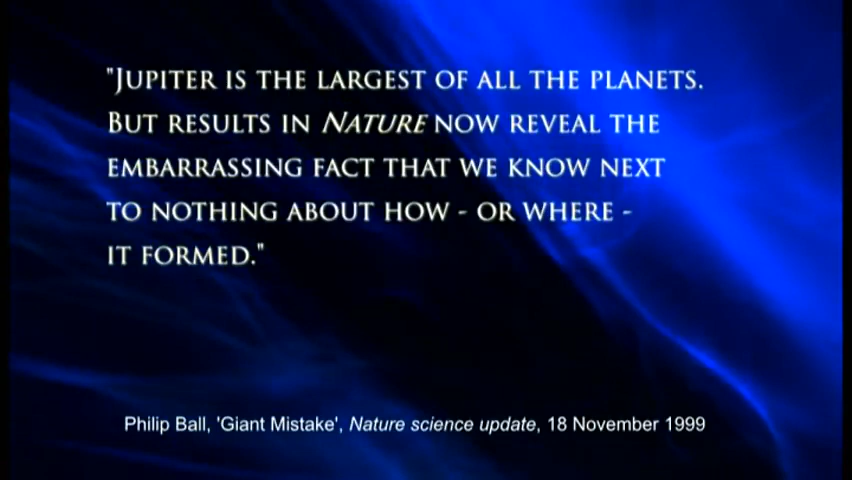 "Jupiter is the largest of all the planets.
But results in Nature now reveal the
embarrassing fact that we know next
to nothing about how - or where -
it formed."
Philip Ball, 'Giant Mistake', Nature science update, 18 November 1999